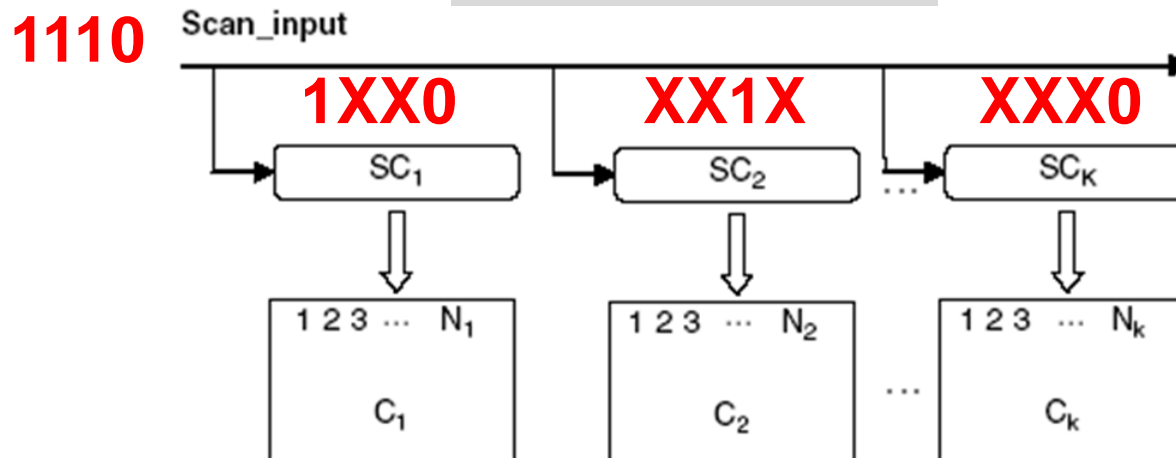 1110 Scan_input
1XX0 XX1X XXX0
SC₁ SC₂ ... SCK
1 2 3 ... N₁ 1 2 3 ... N₂ 1 2 3 ... Nₖ
C₁ C₂ ... Cₖ